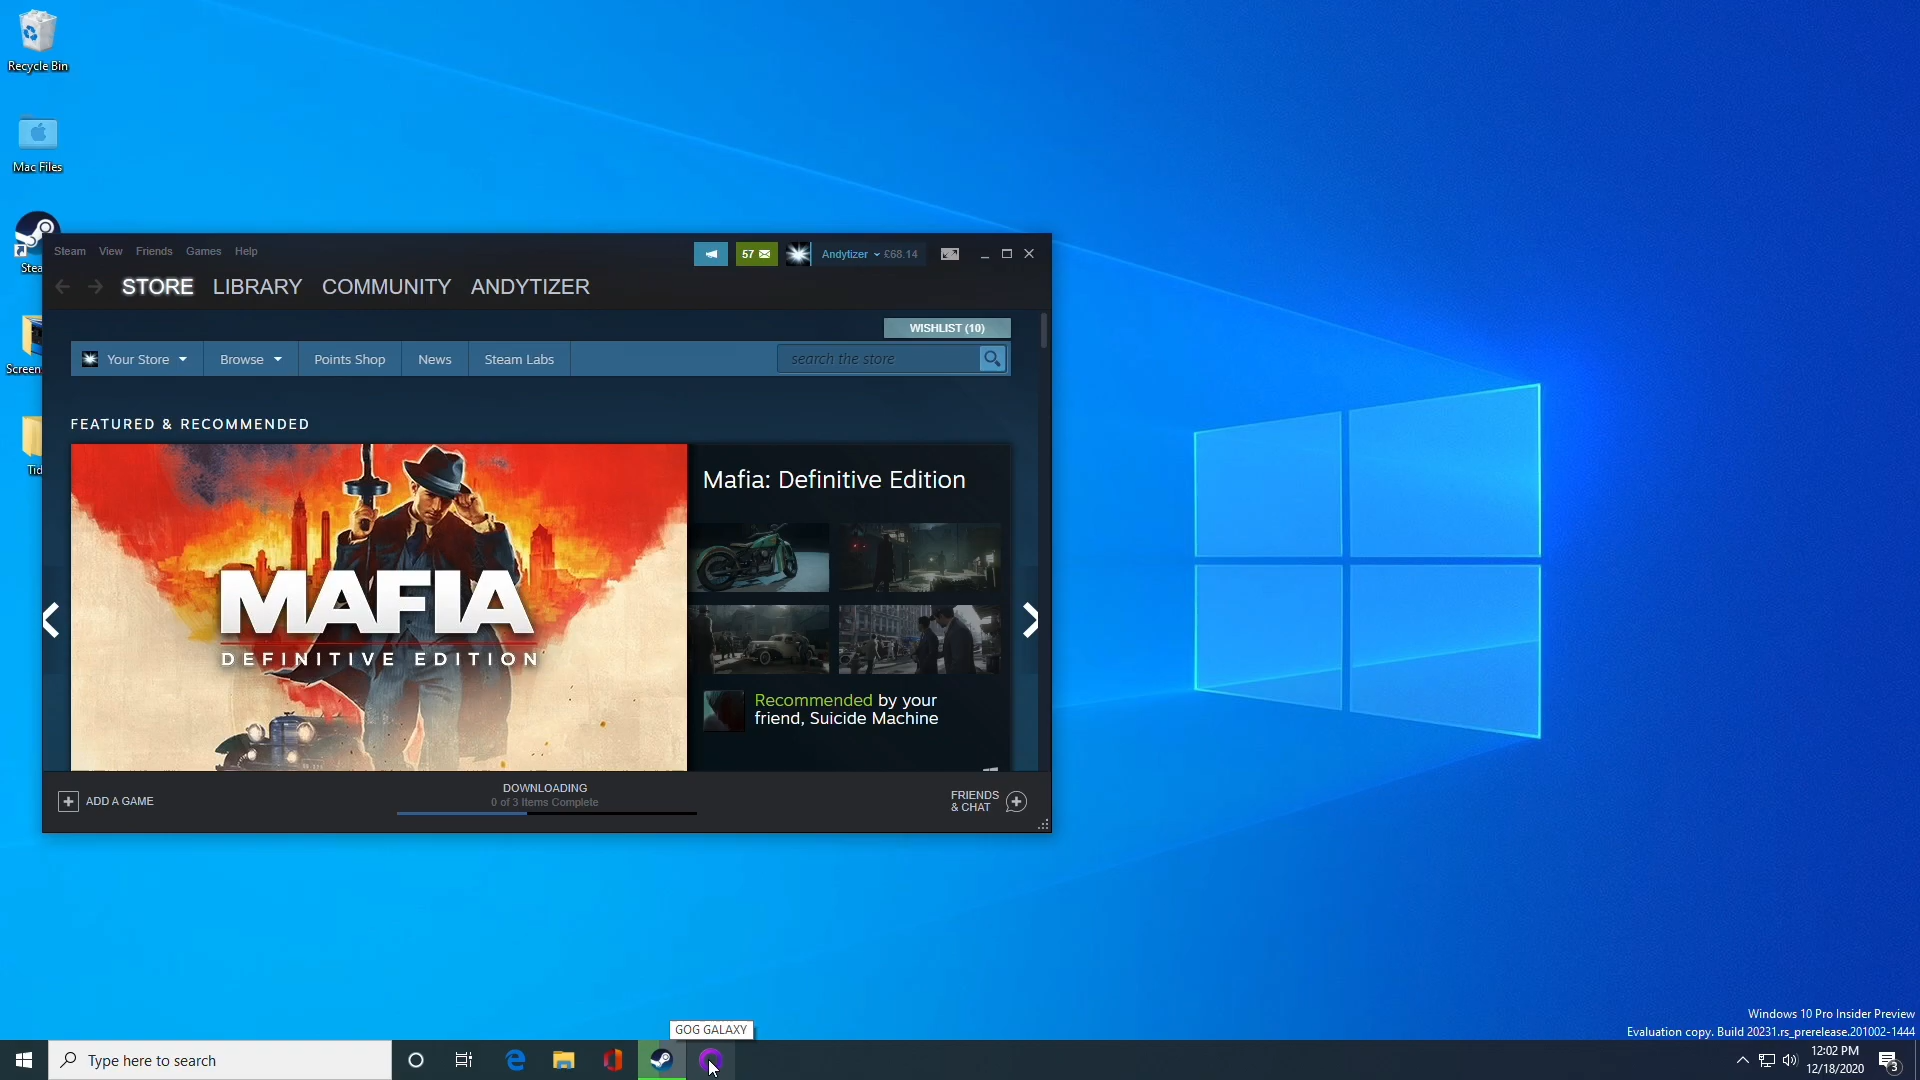 Recycle Bin
Mac Files
Stea
Screen
Tid
Steam View Friends Games Help
57
Andytizer £68.14
STORE LIBRARY COMMUNITY ANDYTIZER
WISHLIST (10)
Your Store Browse Points Shop News Steam Labs
search the store
FEATURED & RECOMMENDED
MAFIA
DEFINITIVE EDITION
Mafia: Definitive Edition
Recommended by your
friend, Suicide Machine
ADD A GAME
DOWNLOADING
0 of 3 Items Complete
FRIENDS
& CHAT
Windows 10 Pro Insider Preview
Evaluation copy. Build 20231.rs_prerelease.201002-1444
GOG GALAXY
Type here to search
12:02 PM
12/18/2020
3